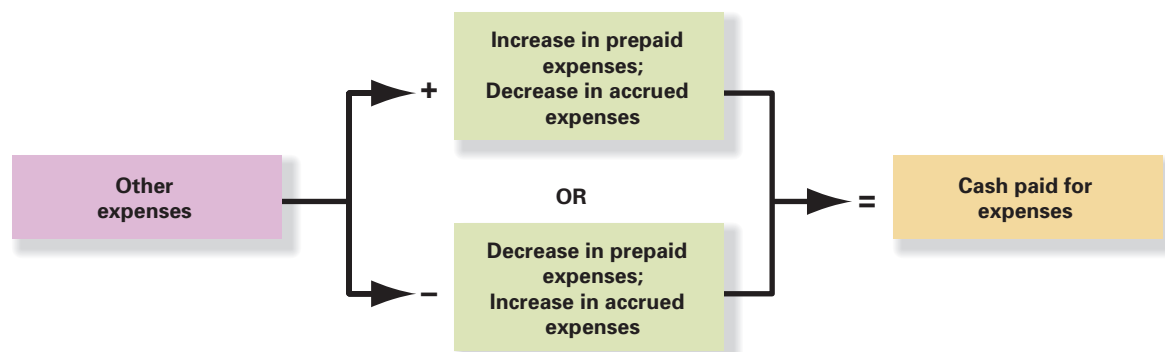 Other
expenses
+
Increase in prepaid
expenses;
Decrease in accrued
expenses
OR
–
Decrease in prepaid
expenses;
Increase in accrued
expenses
=
Cash paid for
expenses